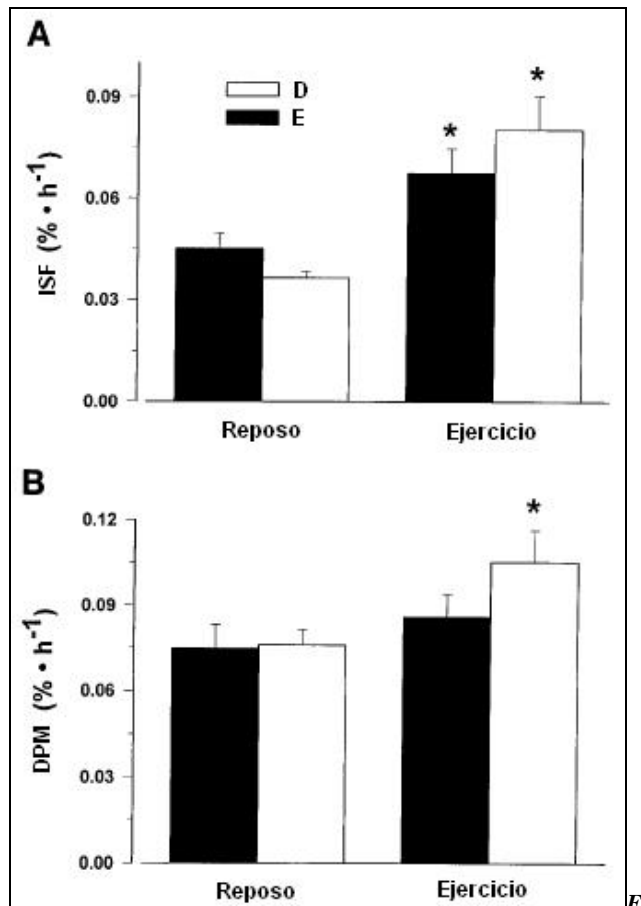 A
0.09
0.06
0.03
0.00
ISF (% • h-1)
D
E
*
*
Reposo
Ejercicio
B
0.12
0.09
0.06
0.03
0.00
DPM (% • h-1)
*
Reposo
Ejercicio
F